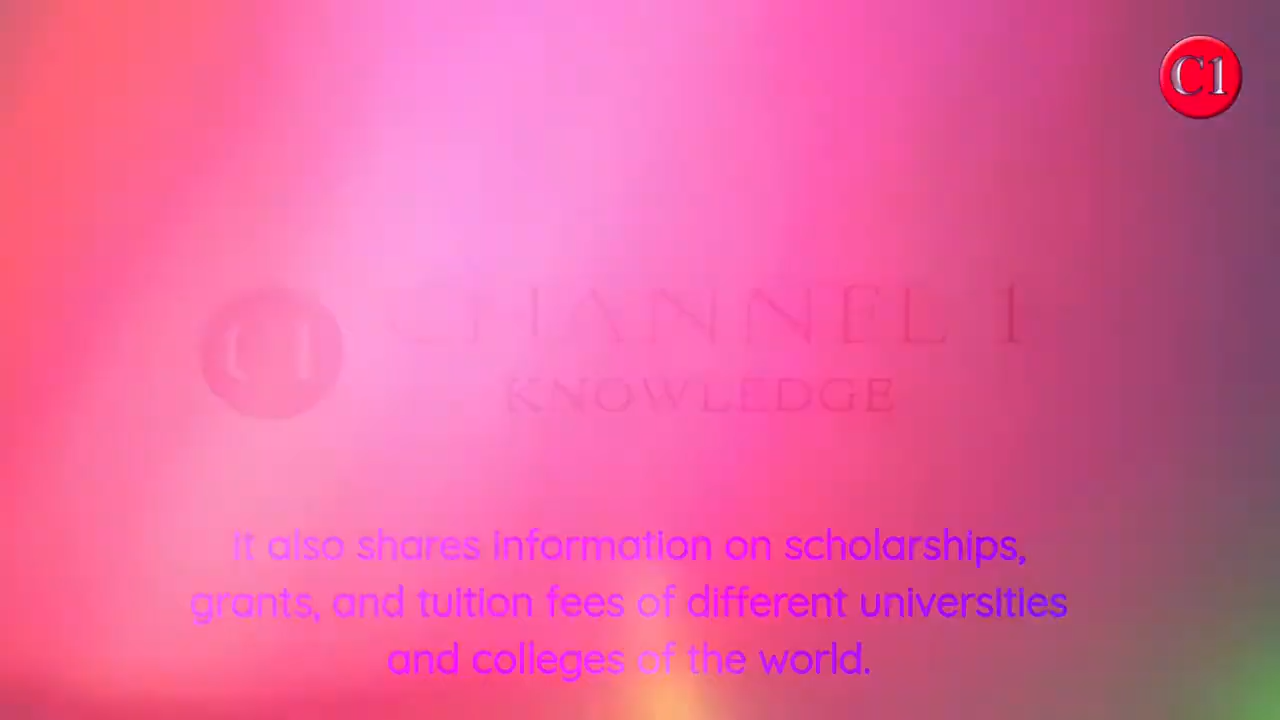 C1
C1 CHANNEL 1
KNOWLEDGE
It also shares information on scholarships,
grants, and tuition fees of different universities
and colleges of the world.